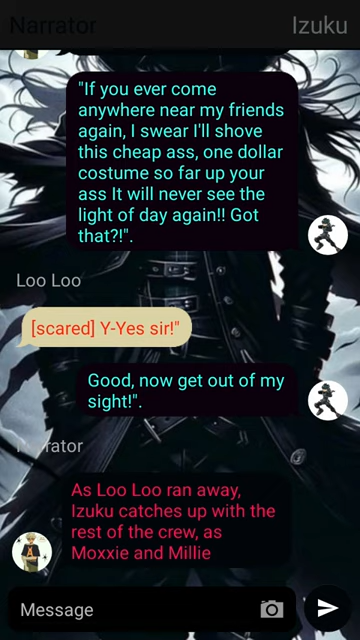 Narrator
Izuku
"If you ever come
anywhere near my friends
again, I swear I'll shove
this cheap ass, one dollar
costume so far up your
ass It will never see the
light of day again!! Got
that?!".
Loo Loo
[scared] Y-Yes sir!"
Good, now get out of my
sight!".
Narrator
As Loo Loo ran away,
Izuku catches up with the
rest of the crew, as
Moxxie and Millie
Message